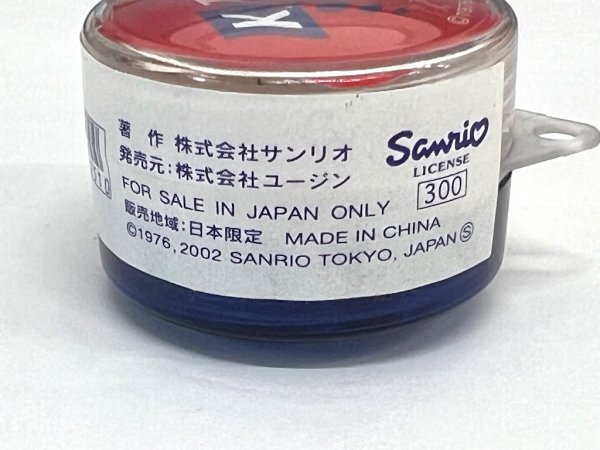 K
著 作 株式会社サンリオ
発売元:株式会社ユージン
FOR SALE IN JAPAN ONLY
販売地域:日本限定 MADE IN CHINA
©1976, 2002 SANRIO TOKYO, JAPAN Ⓢ
Sanrio
LICENSE
300